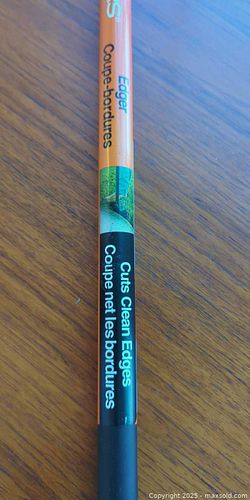 Edger
Coupe-bordures
Cuts Clean Edges
Coupe net les bordures
Copyright 2025 - maxsold.com